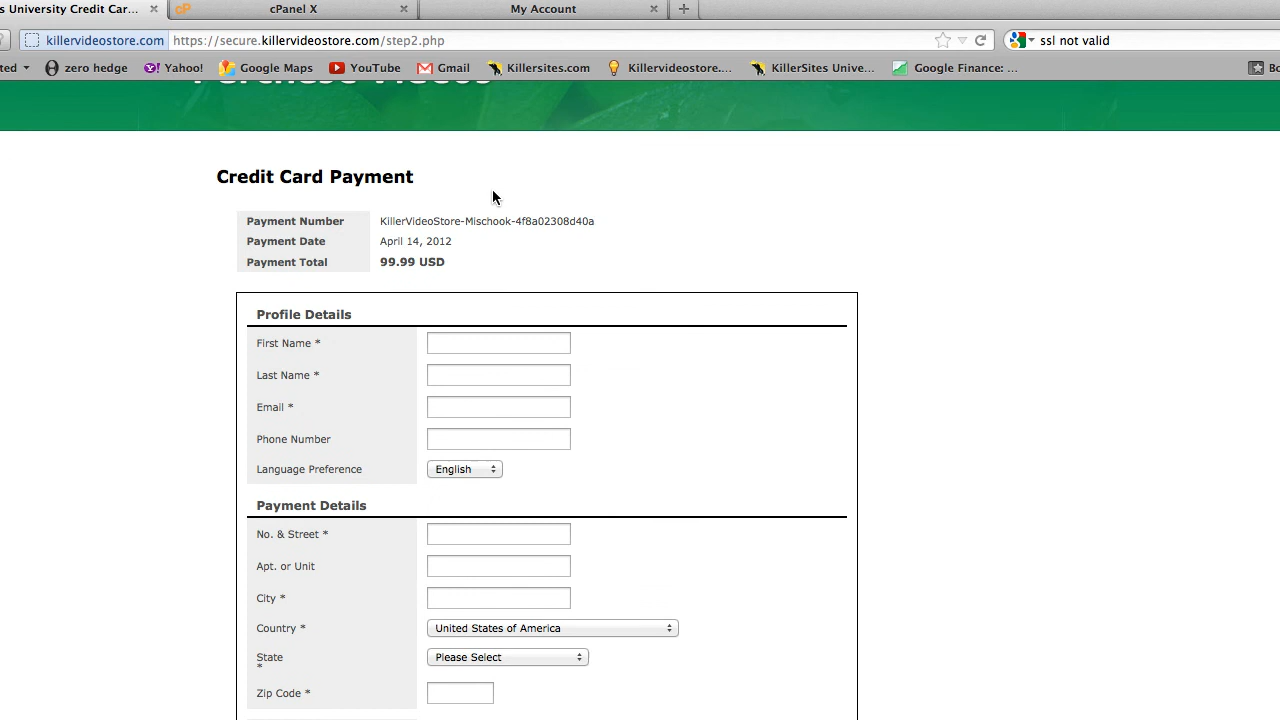 s University Credit Car...
cPanel X
My Account
killervideostore.com
https://secure.killervideostore.com/step2.php
ssl not valid
ted
zero hedge
Yahoo!
Google Maps
YouTube
Gmail
Killersites.com
Killervideostore....
KillerSites Unive...
Google Finance: ...
Bo
Credit Card Payment
Payment Number KillerVideoStore-Mischook-4f8a02308d40a
Payment Date April 14, 2012
Payment Total 99.99 USD
Profile Details
First Name *
Last Name *
Email *
Phone Number
Language Preference English
Payment Details
No. & Street *
Apt. or Unit
City *
Country * United States of America
State Please Select
*
Zip Code *